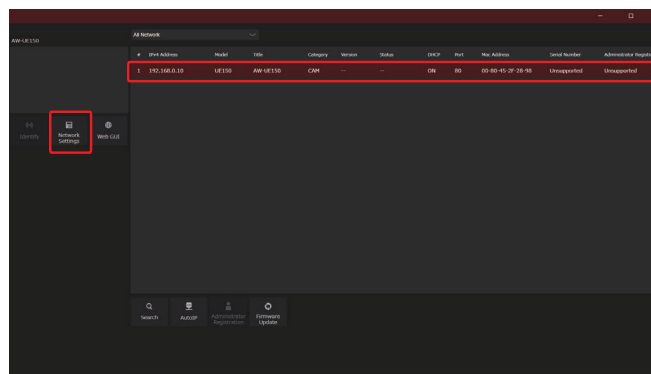 AW-UE150
All Network
# IPv4 Address Model Title Category Version Status DHCP Port Mac Address Serial Number Administrator Registr
1 192.168.0.10 UE150 AW-UE150 CAM -- -- ON 80 00-80-45-2F-28-98 Unsupported Unsupported
Identify
Network
Settings
Web GUI
Search
AutoIP
Administrator
Registration
Firmware
Update